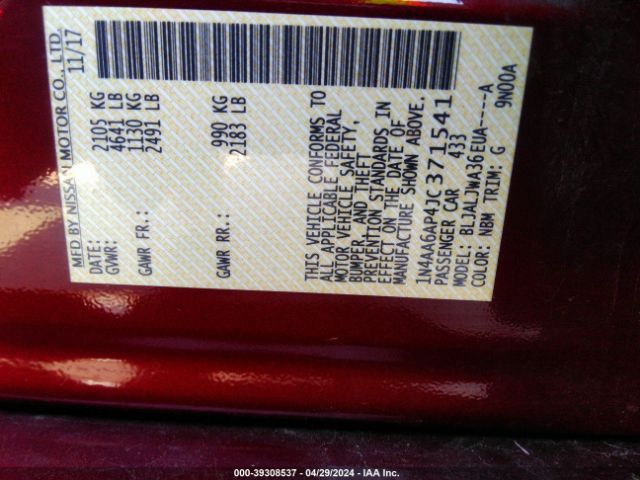 MFD BY NISSAN MOTOR CO., LTD.
DATE: 11/17
GVWR: 2105 KG
4641 LB
GAWR FR.: 1130 KG
2491 LB
GAWR RR.: 990 KG
2183 LB
THIS VEHICLE CONFORMS TO
ALL APPLICABLE FEDERAL
MOTOR VEHICLE SAFETY,
BUMPER, AND THEFT
PREVENTION STANDARDS IN
EFFECT ON THE DATE OF
MANUFACTURE SHOWN ABOVE.
1N4AA6AP4JC371541
PASSENGER CAR 433
MODEL: BLJALJWA36EUA-----A
COLOR: NBM TRIM: G 9N00A
000-39308537 - 04/29/2024 - IAA Inc.